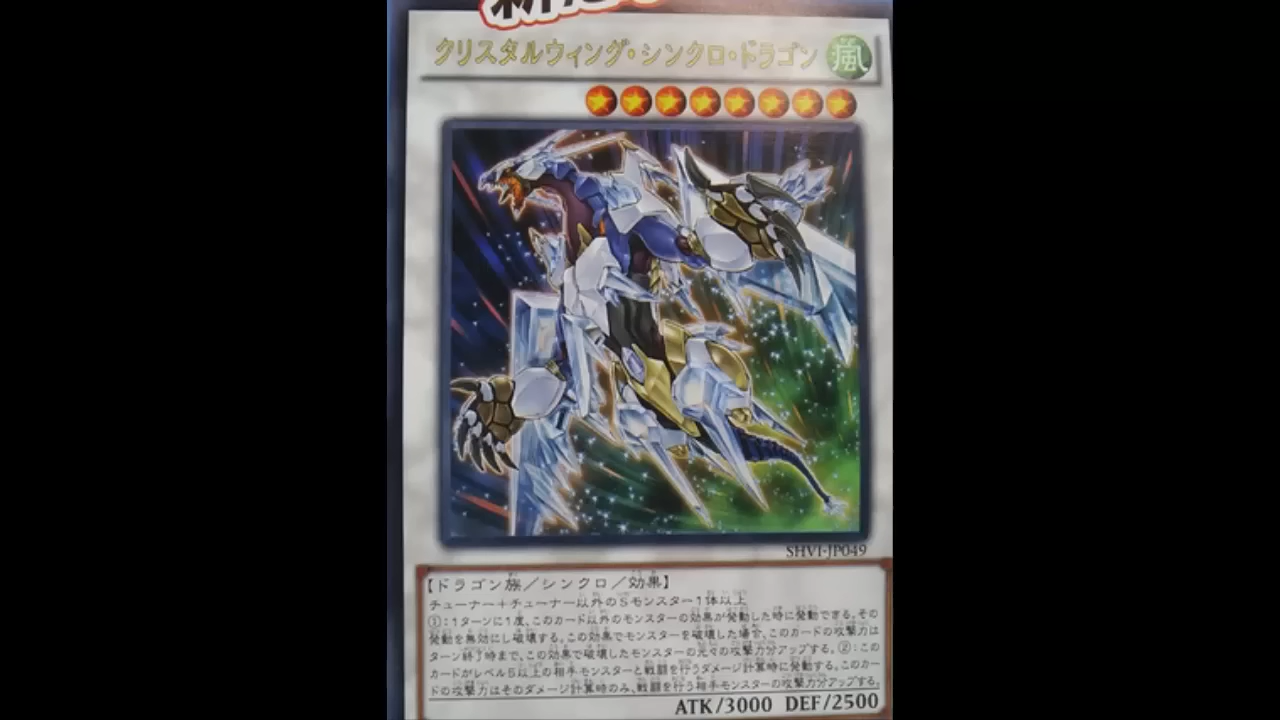 クリスタルウィング・シンクロ・ドラゴン 風
SHVI-JP049
【ドラゴン族／シンクロ／効果】
チューナー＋チューナー以外のSモンスター1体以上
①：1ターンに1度、このカード以外のモンスターの効果が発動した時に発動できる。その
発動を無効にし破壊する。この効果でモンスターを破壊した場合、このカードの攻撃力は
ターン終了時まで、この効果で破壊したモンスターの元々の攻撃力分アップする。②：この
カードがレベル5以上の相手モンスターと戦闘を行うダメージ計算時に発動する。このカー
ドの攻撃力はそのダメージ計算時のみ、戦闘を行う相手モンスターの攻撃力分アップする。
ATK/3000 DEF/2500